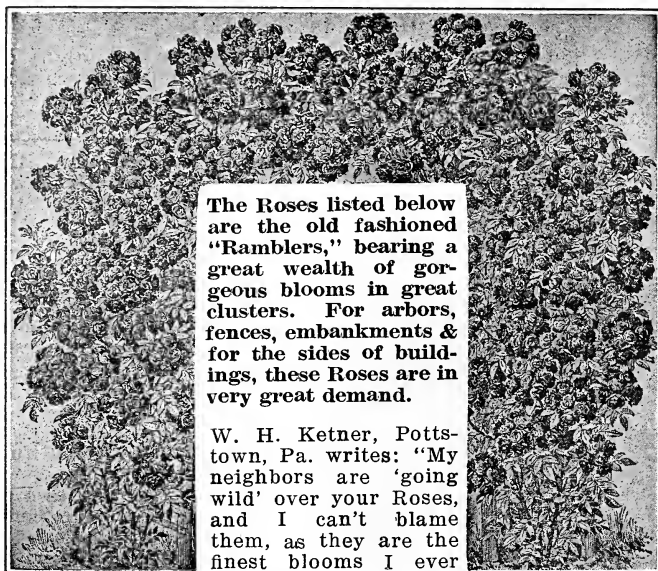 The Roses listed below
are the old fashioned
“Ramblers,” bearing a
great wealth of gor-
geous blooms in great
clusters. For arbors,
fences, embankments &
for the sides of build-
ings, these Roses are in
very great demand.
W. H. Ketner, Potts-
town, Pa. writes: “My
neighbors are ‘going
wild’ over your Roses,
and I can’t blame
them, as they are the
finest blooms I ever